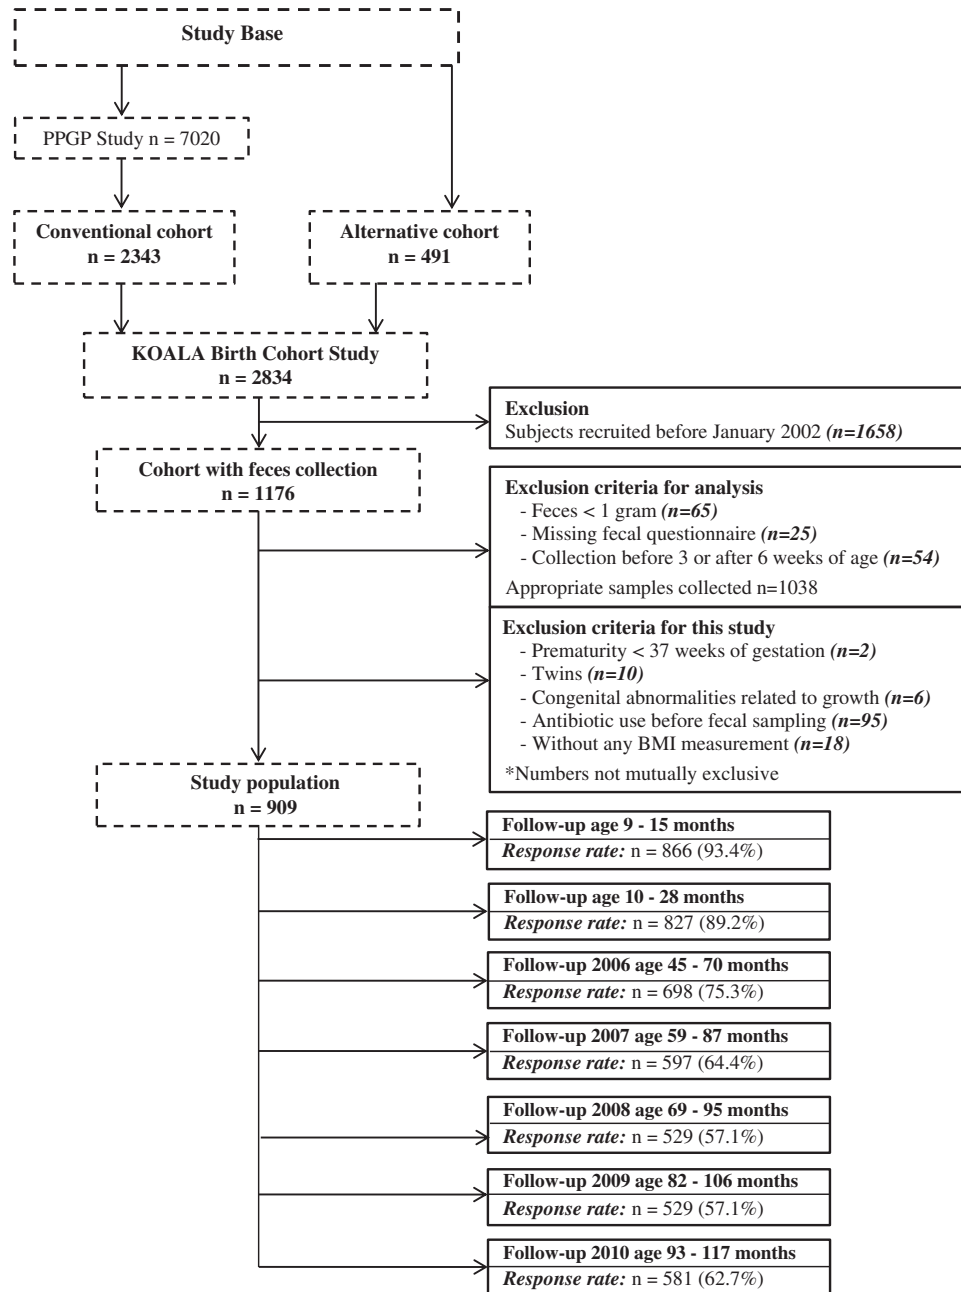 Study Base
PPGP Study n = 7020
Conventional cohort
n = 2343
Alternative cohort
n = 491
KOALA Birth Cohort Study
n = 2834
Exclusion
Subjects recruited before January 2002 (n=1658)
Cohort with feces collection
n = 1176
Exclusion criteria for analysis
- Feces < 1 gram (n=65)
- Missing fecal questionnaire (n=25)
- Collection before 3 or after 6 weeks of age (n=54)
Appropriate samples collected n=1038
Exclusion criteria for this study
- Prematurity < 37 weeks of gestation (n=2)
- Twins (n=10)
- Congenital abnormalities related to growth (n=6)
- Antibiotic use before fecal sampling (n=95)
- Without any BMI measurement (n=18)
*Numbers not mutually exclusive
Study population
n = 909
Follow-up age 9 - 15 months
Response rate: n = 866 (93.4%)
Follow-up age 10 - 28 months
Response rate: n = 827 (89.2%)
Follow-up 2006 age 45 - 70 months
Response rate: n = 698 (75.3%)
Follow-up 2007 age 59 - 87 months
Response rate: n = 597 (64.4%)
Follow-up 2008 age 69 - 95 months
Response rate: n = 529 (57.1%)
Follow-up 2009 age 82 - 106 months
Response rate: n = 529 (57.1%)
Follow-up 2010 age 93 - 117 months
Response rate: n = 581 (62.7%)